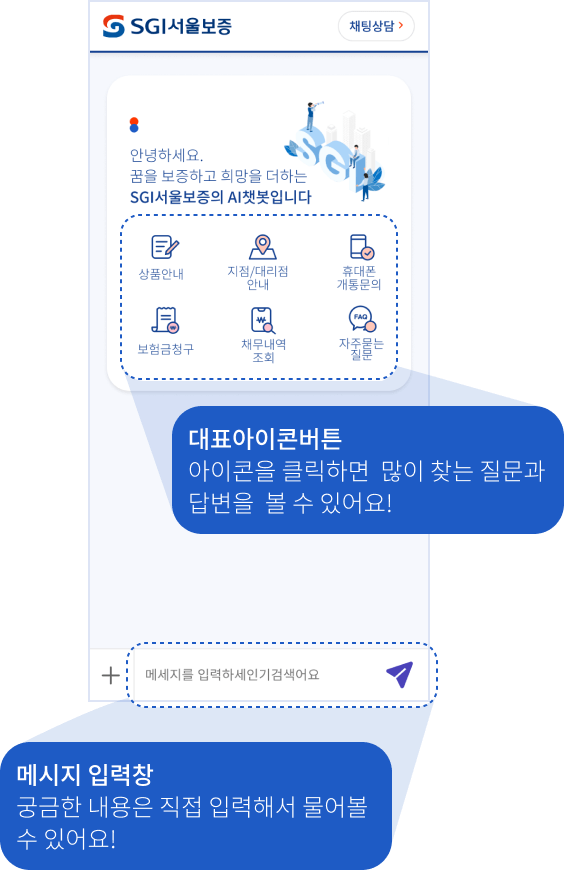 SGI서울보증
채팅상담
SGI
안녕하세요.
꿈을 보증하고 희망을 더하는
SGI서울보증의 AI챗봇입니다
상품안내
지점/대리점
안내
휴대폰
개통문의
보험금청구
채무내역
조회
FAQ
자주묻는
질문
대표아이콘버튼
아이콘을 클릭하면 많이 찾는 질문과
답변을 볼 수 있어요!
메세지를 입력하세인기검색어요
메시지 입력창
궁금한 내용은 직접 입력해서 물어볼
수 있어요!